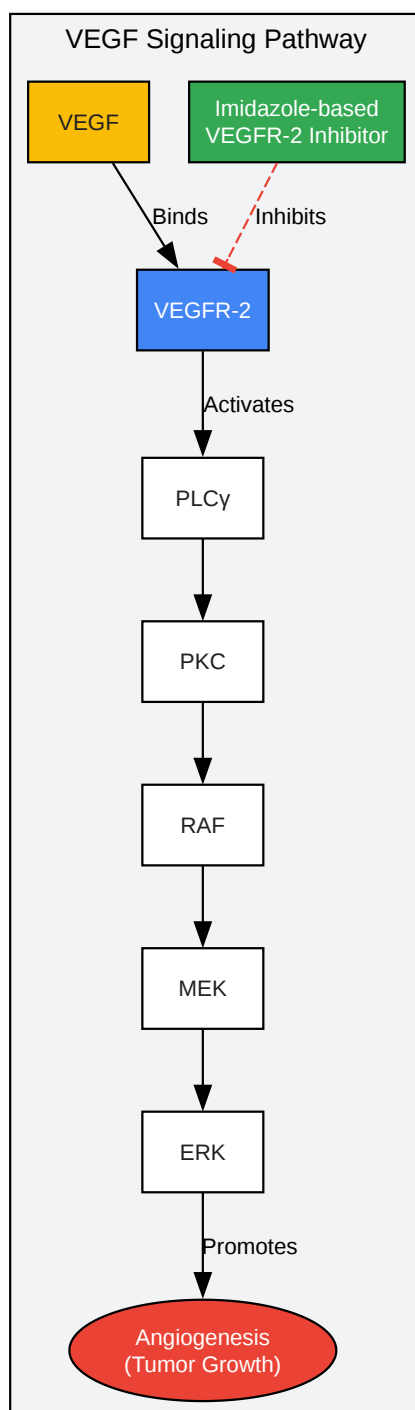 VEGF Signaling Pathway
VEGF
Imidazole-based
VEGFR-2 Inhibitor
Binds
Inhibits
VEGFR-2
Activates
PLCγ
PKC
RAF
MEK
ERK
Promotes
Angiogenesis
(Tumor Growth)